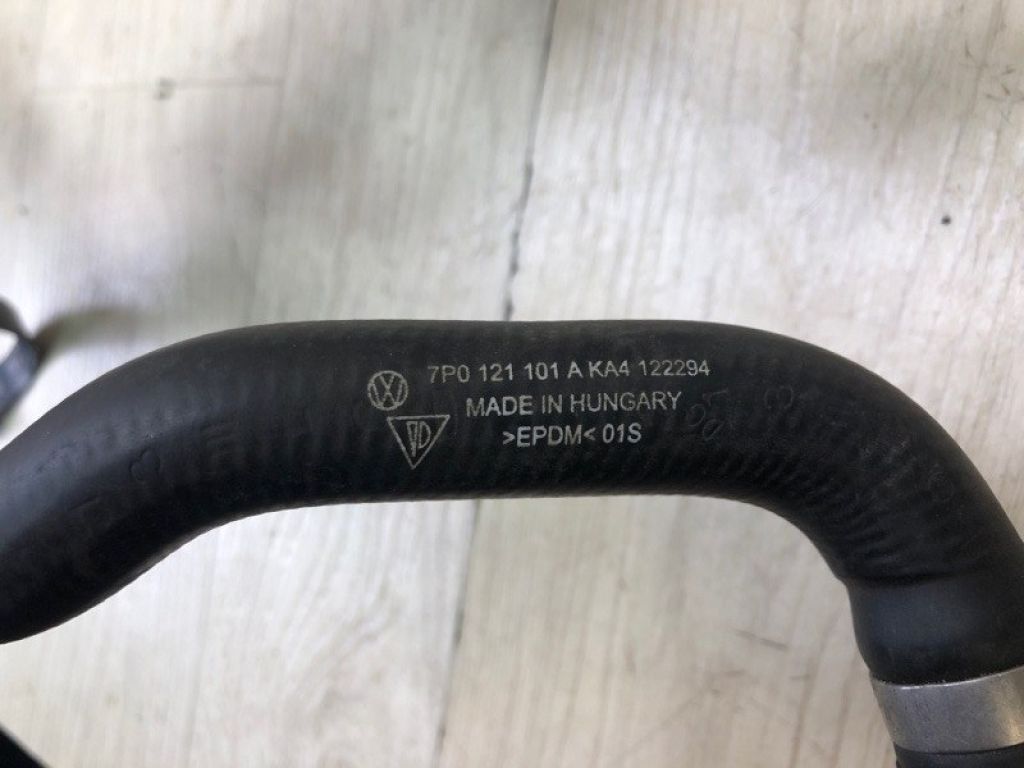 7P0 121 101 A KA4 122294
MADE IN HUNGARY
>EPDM< 01S